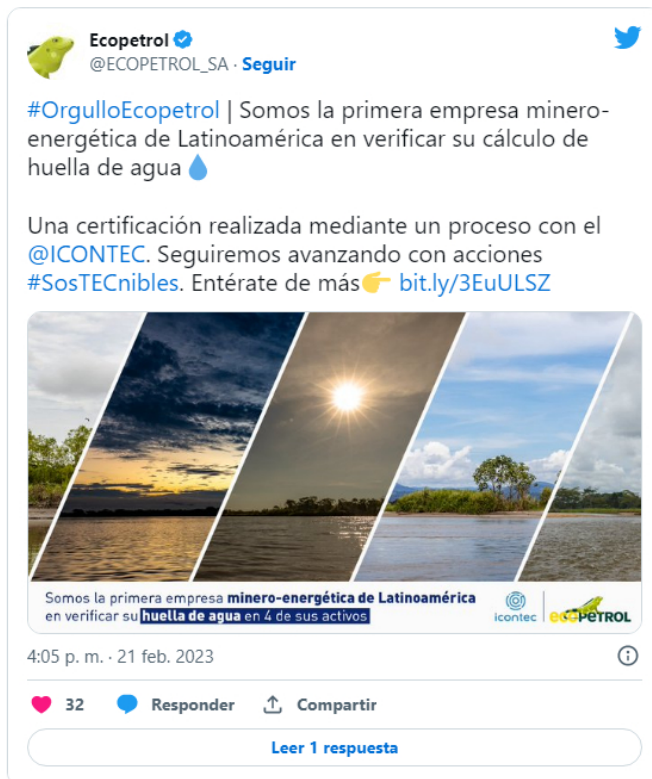 Ecopetrol
@ECOPETROL_SA · Seguir
#OrgulloEcopetrol | Somos la primera empresa minero-
energética de Latinoamérica en verificar su cálculo de
huella de agua💧
Una certificación realizada mediante un proceso con el
@ICONTEC. Seguiremos avanzando con acciones
#SosTECnibles. Entérate de más👉 bit.ly/3EuULSZ
Somos la primera empresa minero-energética de Latinoamérica
en verificar su huella de agua en 4 de sus activos
icontec
ecoPETROL
4:05 p. m. · 21 feb. 2023
32 Responder Compartir
Leer 1 respuesta